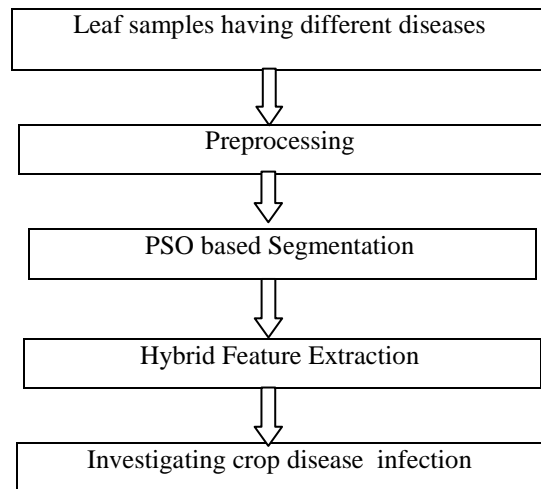 Leaf samples having different diseases
Preprocessing
PSO based Segmentation
Hybrid Feature Extraction
Investigating crop disease infection